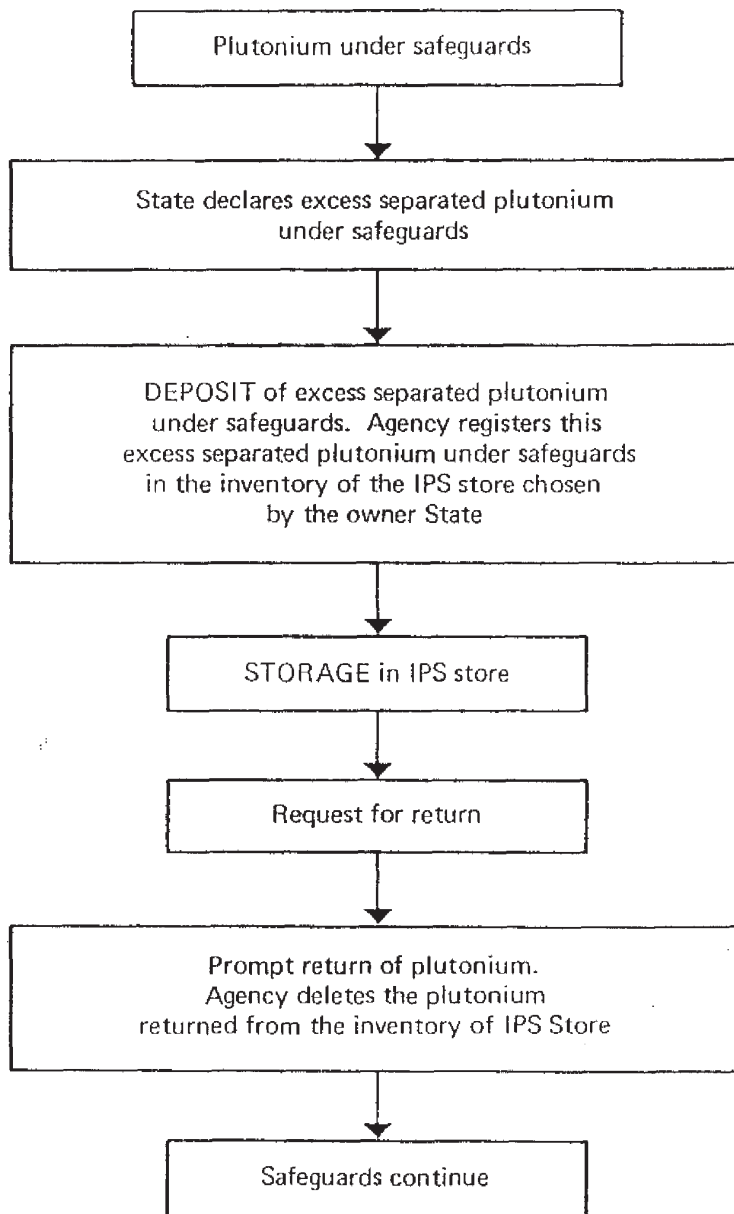 Plutonium under safeguards
State declares excess separated plutonium
under safeguards
DEPOSIT of excess separated plutonium
under safeguards. Agency registers this
excess separated plutonium under safeguards
in the inventory of the IPS store chosen
by the owner State
STORAGE in IPS store
Request for return
Prompt return of plutonium.
Agency deletes the plutonium
returned from the inventory of IPS Store
Safeguards continue